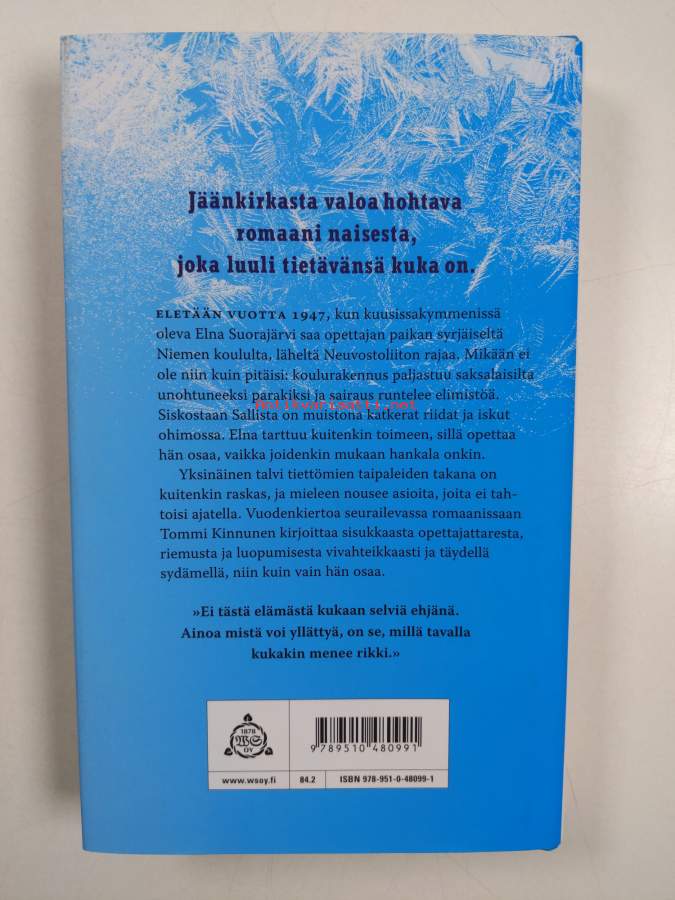 Jäänkirkasta valoa hohtava
romaani naisesta,
joka luuli tietävänsä kuka on.
ELETÄÄN VUOTTA 1947, kun kuusissakymmenissä
oleva Elna Suorajärvi saa opettajan paikan syrjäiseltä
Niemen koululta, läheltä Neuvostoliiton rajaa. Mikään ei
ole niin kuin pitäisi: koulurakennus paljastuu saksalaisilta
unohtuneeksi parakiksi ja sairaus runtelee elimistöä.
Antikvariaatti.net
Siskostaan Sallista on muistona katkerat riidat ja iskut
ohimossa. Elna tarttuu kuitenkin toimeen, sillä opettaa
hän osaa, vaikka joidenkin mukaan hankala onkin.
Yksinäinen talvi tiettömien taipaleiden takana on
kuitenkin raskas, ja mieleen nousee asioita, joita ei tah-
toisi ajatella. Vuodenkiertoa seurailevassa romaanissaan
Tommi Kinnunen kirjoittaa sisukkaasta opettajattaresta,
riemusta ja luopumisesta vivahteikkaasti ja täydellä
sydämellä, niin kuin vain hän osaa.
»Ei tästä elämästä kukaan selviä ehjänä.
Ainoa mistä voi yllättyä, on se, millä tavalla
kukakin menee rikki.»
1878
WS
OY
9 789510 480991
www.wsoy.fi
84.2
ISBN 978-951-0-48099-1